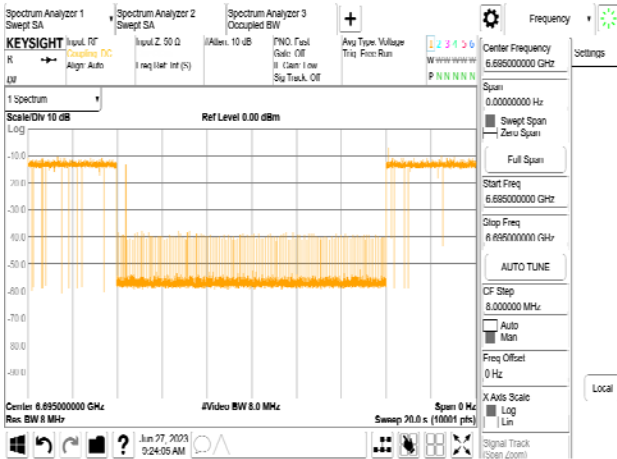 Spectrum Analyzer 1
Swept SA
Spectrum Analyzer 2
Swept SA
Spectrum Analyzer 3
Occupied BW
+
Frequency
KEYSIGHT
R
Input: RF
Coupling: DC
Align: Auto
Input Z: 50 Ω
Freq Ref: Int (S)
#Atten: 10 dB
PNO: Fast
Gate: Off
IF Gain: Low
Sig Track: Off
Avg Type: Voltage
Trig: Free Run
1 2 3 4 5 6
W W W W W W
P N N N N N
Center Frequency
6.695000000 GHz
Settings
Span
0.00000000 Hz
Swept Span
Zero Span
Full Span
Start Freq
6.695000000 GHz
Stop Freq
6.695000000 GHz
AUTO TUNE
CF Step
8.000000 MHz
Auto
Man
Freq Offset
0 Hz
X Axis Scale
Log
Lin
Local
Signal Track
(Span Zoom)
1 Spectrum
Scale/Div 10 dB
Ref Level 0.00 dBm
Log
-10.0
-20.0
-30.0
-40.0
-50.0
-60.0
-70.0
-80.0
-90.0
Center 6.695000000 GHz
#Video BW 8.0 MHz
Span 0 Hz
Res BW 8 MHz
Sweep 20.0 s (10001 pts)
?
Jun 27, 2023
9:24:05 AM